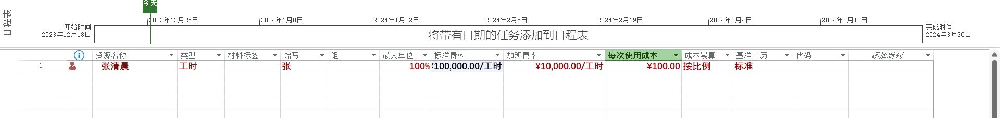 今天
日程表
2023年12月25日 2024年1月8日 2024年1月22日 2024年2月5日 2024年2月19日 2024年3月4日 2024年3月18日
开始时间
2023年12月18日
将带有日期的任务添加到日程表
完成时间
2024年3月30日
资源名称 类型 材料标签 缩写 组 最大单位 标准费率 加班费率 每次使用成本 成本累算 基准日历 代码 添加新列
1 张清晨 工时 张 100% ¥100,000.00/工时 ¥10,000.00/工时 ¥100.00 按比例 标准